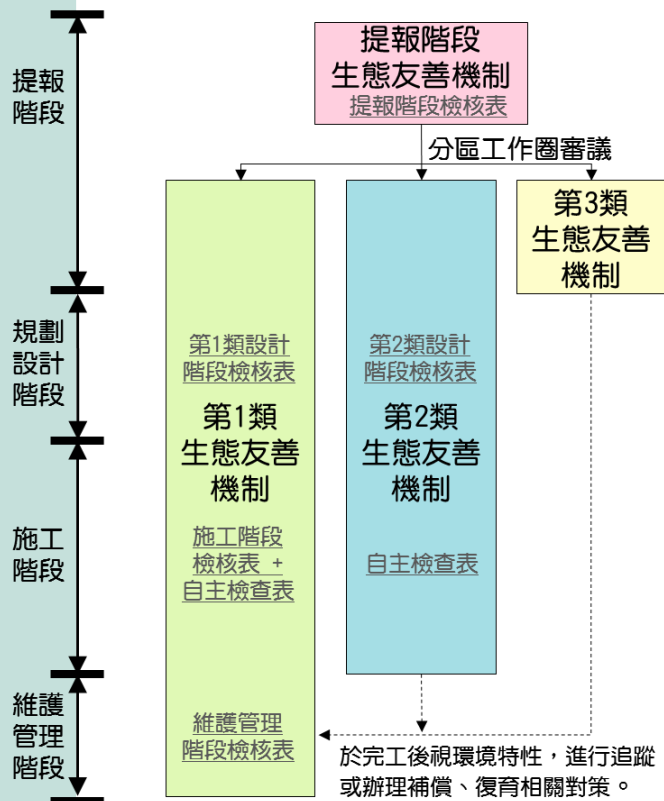 提報
階段
規劃
設計
階段
施工
階段
維護
管理
階段
提報階段
生態友善機制
提報階段檢核表
分區工作圈審議
第1類設計
階段檢核表
第1類
生態友善
機制
施工階段
檢核表 +
自主檢查表
維護管理
階段檢核表
第2類設計
階段檢核表
第2類
生態友善
機制
自主檢查表
第3類
生態友善
機制
於完工後視環境特性，進行追蹤
或辦理補償、復育相關對策。